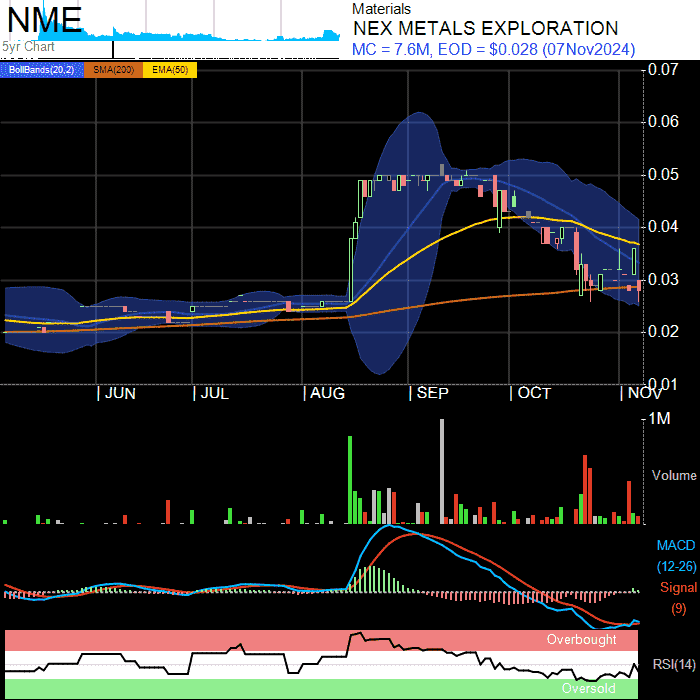 NME
5yr Chart
Materials
NEX METALS EXPLORATION
MC = 7.6M, EOD = $0.028 (07Nov2024)
BollBands(20,2) SMA(200) EMA(50)
0.07
0.06
0.05
0.04
0.03
0.02
0.01
JUN JUL AUG SEP OCT NOV
1M
Volume
MACD
(12-26)
Signal
(9)
Overbought
RSI(14)
Oversold